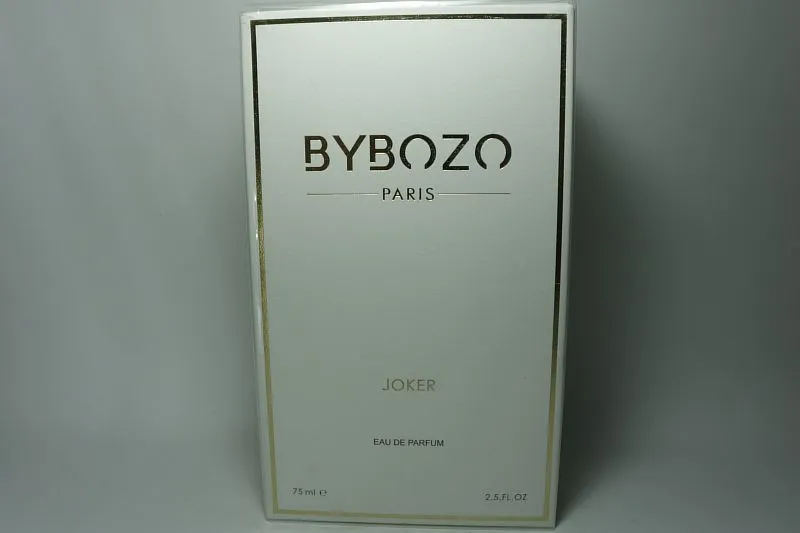 BYBOZO
PARIS
JOKER
EAU DE PARFUM
75 ml ℮
2.5.FL.OZ